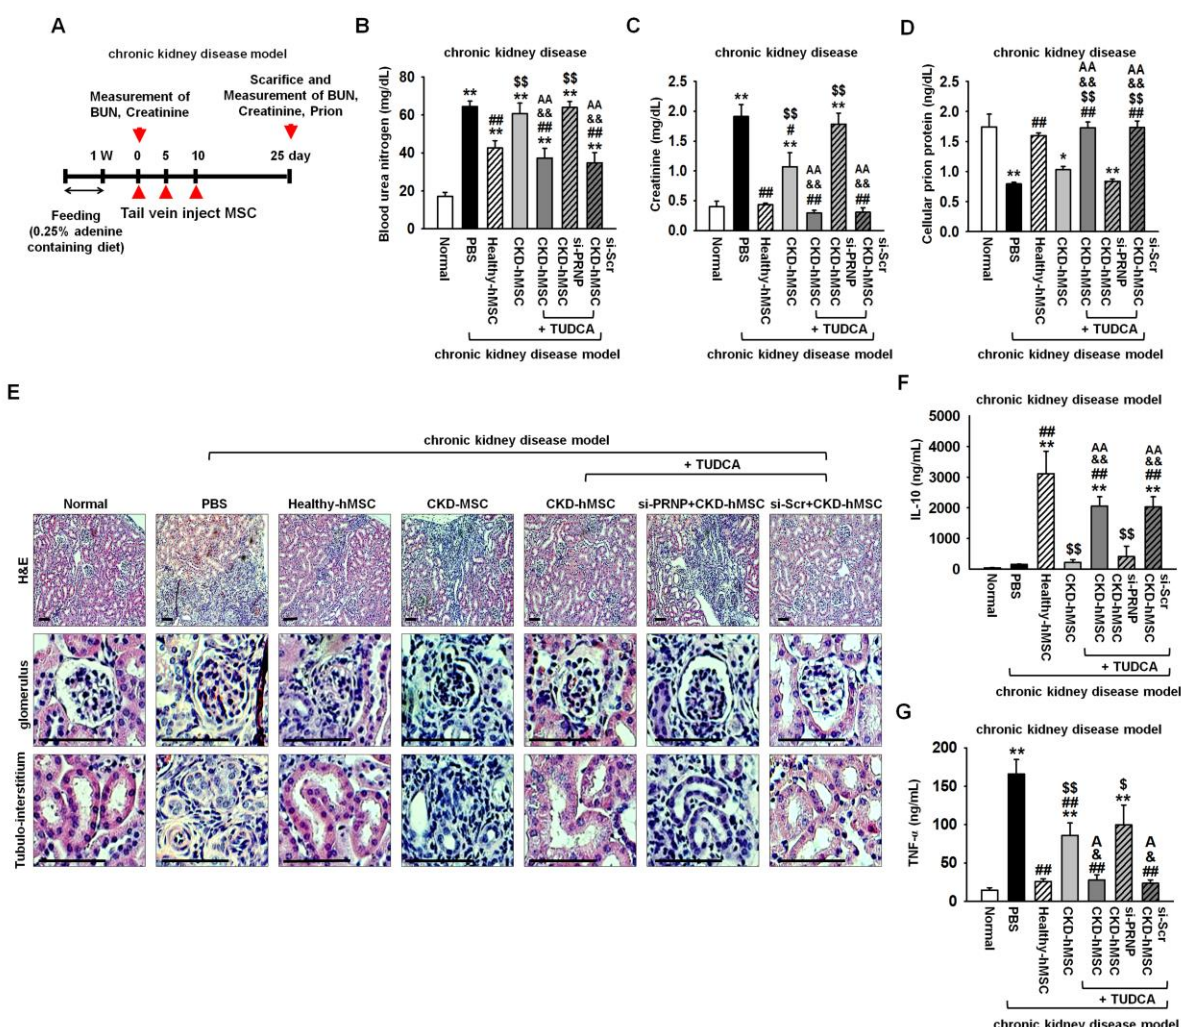 A
chronic kidney disease model
Measurement of
BUN, Creatinine
Scarifice and
Measurement of BUN,
Creatinine, Prion
1 W
0
5
10
25 day
Feeding
(0.25% adenine
containing diet)
Tail vein inject MSC
B
chronic kidney disease
Blood urea nitrogen (mg/dL)
80
60
40
20
0
**
##
**
$$
**
AA
&&
##
**
$$
**
AA
&&
##
**
Normal
PBS
Healthy-hMSC
CKD-hMSC
CKD-hMSC
si-PRNP
CKD-hMSC
si-Scr
CKD-hMSC
+ TUDCA
chronic kidney disease model
C
chronic kidney disease
Creatinine (mg/dL)
2.5
2.0
1.5
1.0
0.5
0.0
**
##
$$
#
**
AA
&&
##
$$
**
AA
&&
##
Normal
PBS
Healthy-hMSC
CKD-hMSC
CKD-hMSC
si-PRNP
CKD-hMSC
si-Scr
CKD-hMSC
+ TUDCA
chronic kidney disease model
D
chronic kidney disease
Cellular prion protein (ng/dL)
2.5
2.0
1.5
1.0
0.5
0.0
**
##
*
AA
&&
$$
##
**
AA
&&
$$
##
Normal
PBS
Healthy-hMSC
CKD-hMSC
CKD-hMSC
si-PRNP
CKD-hMSC
si-Scr
CKD-hMSC
+ TUDCA
chronic kidney disease model
E
chronic kidney disease model
+ TUDCA
Normal
PBS
Healthy-hMSC
CKD-MSC
CKD-hMSC
si-PRNP+CKD-hMSC
si-Scr+CKD-hMSC
H&E
glomerulus
Tubulo-interstitium
F
chronic kidney disease model
IL-10 (ng/mL)
5000
4000
3000
2000
1000
0
##
**
$$
AA
&&
##
**
$$
AA
&&
##
**
Normal
PBS
Healthy-hMSC
CKD-hMSC
CKD-hMSC
si-PRNP
CKD-hMSC
si-Scr
CKD-hMSC
+ TUDCA
chronic kidney disease model
G
chronic kidney disease model
TNF-α (ng/mL)
200
150
100
50
0
**
##
$$
##
**
A
&
##
$
**
A
&
##
Normal
PBS
Healthy-hMSC
CKD-hMSC
CKD-hMSC
si-PRNP
CKD-hMSC
si-Scr
CKD-hMSC
+ TUDCA
chronic kidney disease model